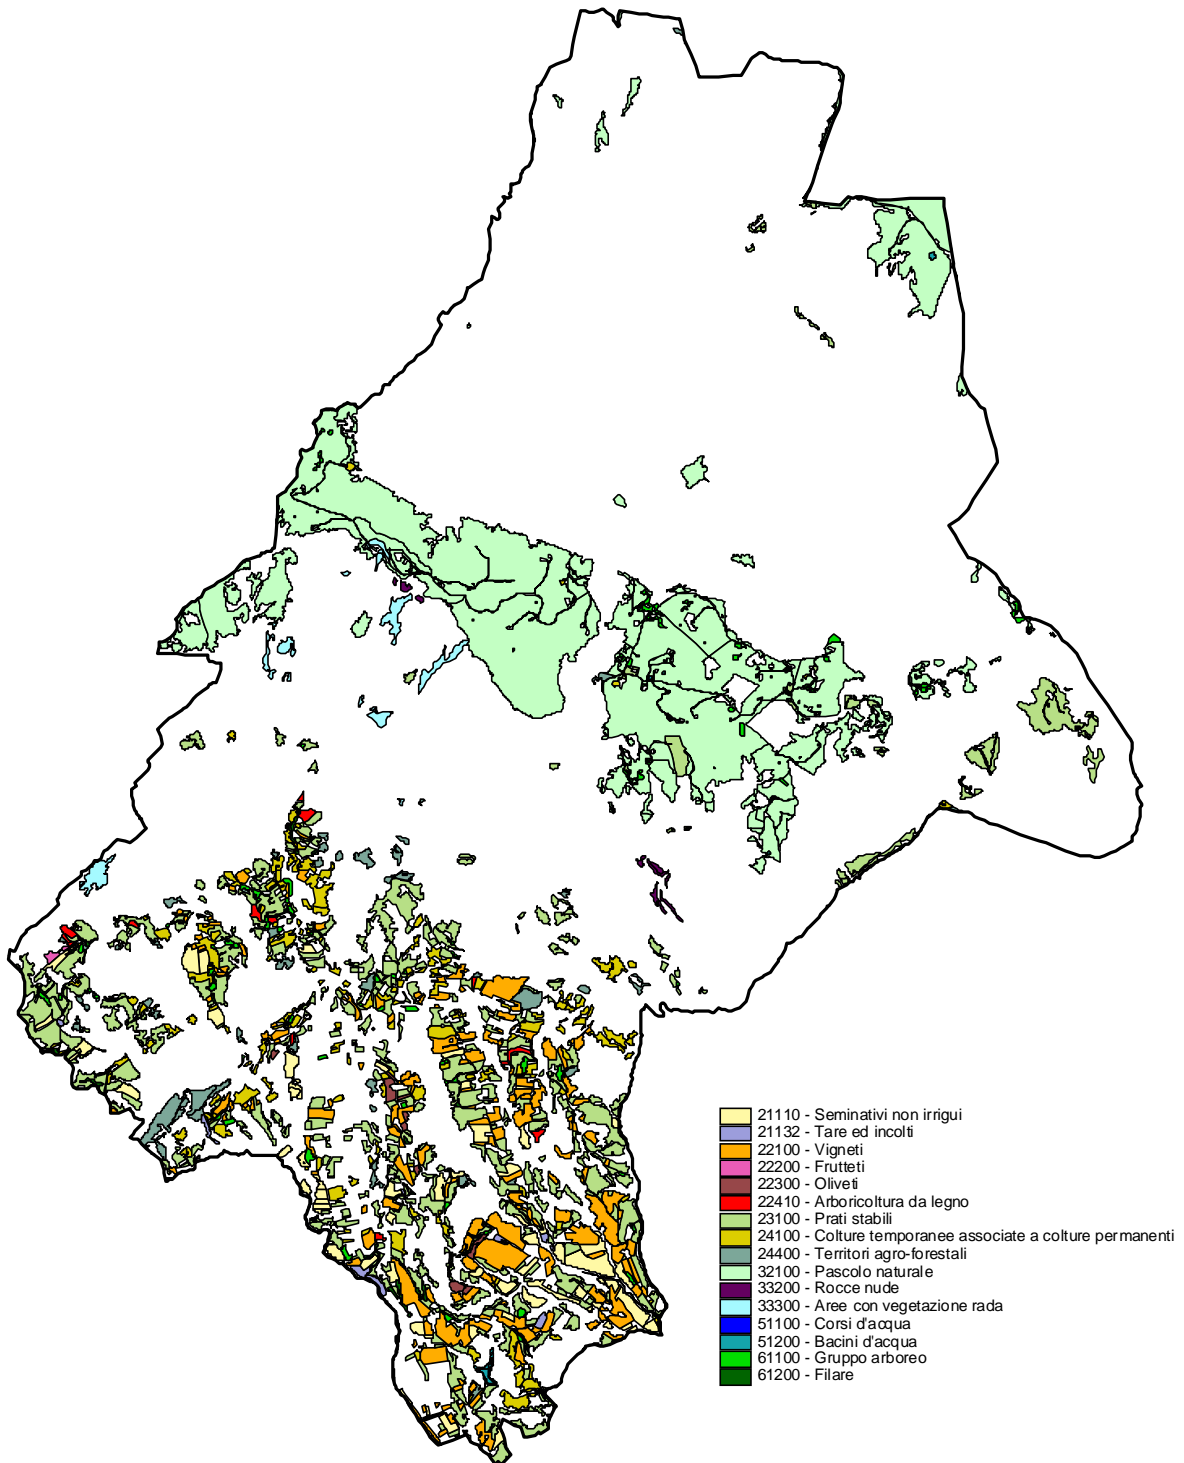 21110 - Seminativi non irrigui
21132 - Tare ed incolti
22100 - Vigneti
22200 - Frutteti
22300 - Oliveti
22410 - Arboricoltura da legno
23100 - Prati stabili
24100 - Colture temporanee associate a colture permanenti
24400 - Territori agro-forestali
32100 - Pascolo naturale
33200 - Rocce nude
33300 - Aree con vegetazione rada
51100 - Corsi d'acqua
51200 - Bacini d'acqua
61100 - Gruppo arboreo
61200 - Filare